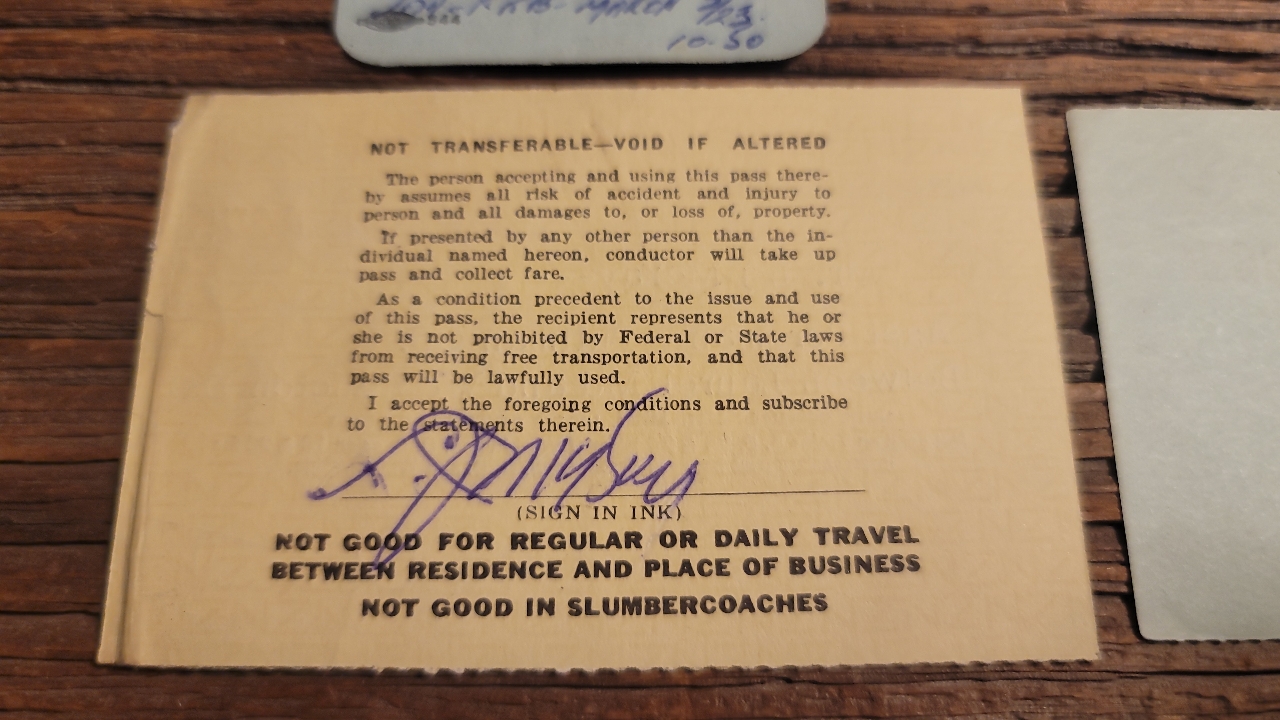 10-50
NOT TRANSFERABLE—VOID IF ALTERED
The person accepting and using this pass there-
by assumes all risk of accident and injury to
person and all damages to, or loss of, property.
If presented by any other person than the in-
dividual named hereon, conductor will take up
pass and collect fare.
As a condition precedent to the issue and use
of this pass, the recipient represents that he or
she is not prohibited by Federal or State laws
from receiving free transportation, and that this
pass will be lawfully used.
I accept the foregoing conditions and subscribe
to the statements therein.
(SIGN IN INK)
NOT GOOD FOR REGULAR OR DAILY TRAVEL
BETWEEN RESIDENCE AND PLACE OF BUSINESS
NOT GOOD IN SLUMBERCOACHES